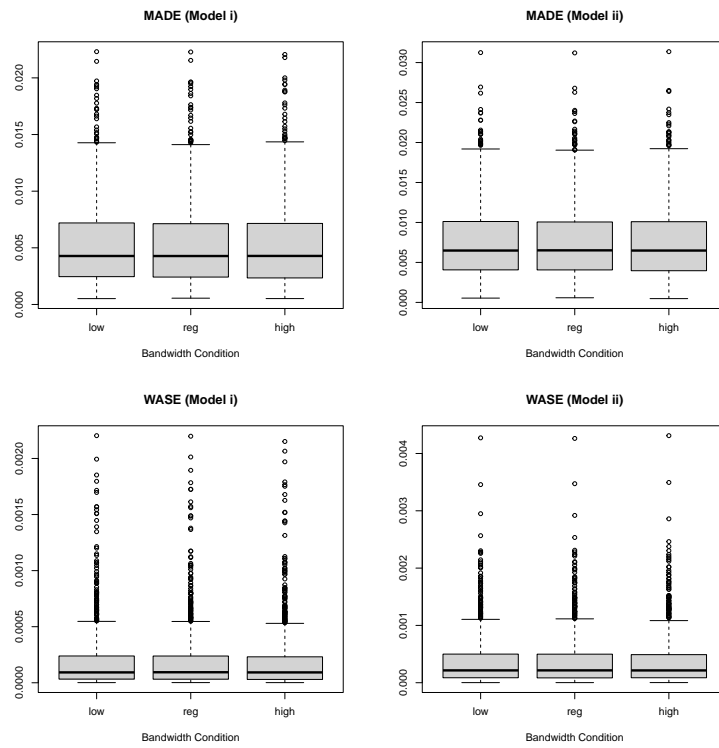 MADE (Model i)
0.000
0.005
0.010
0.015
0.020
low
reg
high
Bandwidth Condition
MADE (Model ii)
0.000
0.005
0.010
0.015
0.020
0.025
0.030
low
reg
high
Bandwidth Condition
WASE (Model i)
0.0000
0.0005
0.0010
0.0015
0.0020
low
reg
high
Bandwidth Condition
WASE (Model ii)
0.000
0.001
0.002
0.003
0.004
low
reg
high
Bandwidth Condition